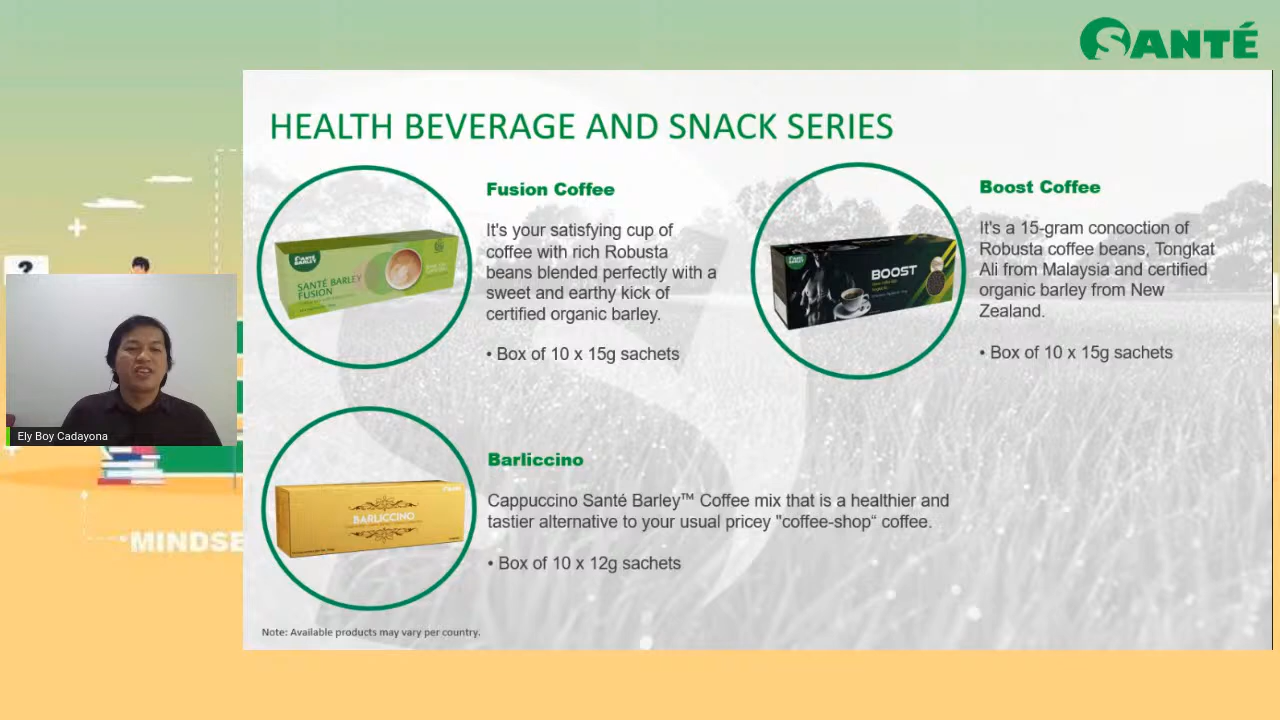 SANTÉ
HEALTH BEVERAGE AND SNACK SERIES
Fusion Coffee
It's your satisfying cup of
coffee with rich Robusta
beans blended perfectly with a
sweet and earthy kick of
certified organic barley.
• Box of 10 x 15g sachets
SANTÉ BARLEY
FUSION
Boost Coffee
It's a 15-gram concoction of
Robusta coffee beans, Tongkat
Ali from Malaysia and certified
organic barley from New
Zealand.
• Box of 10 x 15g sachets
BOOST
Barliccino
Cappuccino Santé Barley™ Coffee mix that is a healthier and
tastier alternative to your usual pricey "coffee-shop“ coffee.
• Box of 10 x 12g sachets
BARLICCINO
Note: Available products may vary per country.
?
Ely Boy Cadayona
MINDSE